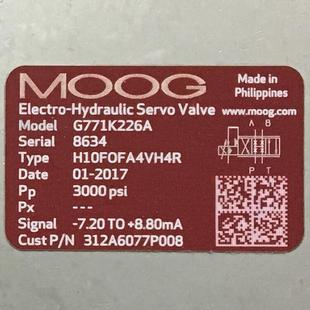 MOOG
Made in
Philippines
Electro-Hydraulic Servo Valve
www.moog.com
Model G771K226A
A B
Serial 8634
Type H10FOFA4VH4R
P T
Date 01-2017
Pp 3000 psi
Px ---
Signal -7.20 TO +8.80mA
Cust P/N 312A6077P008